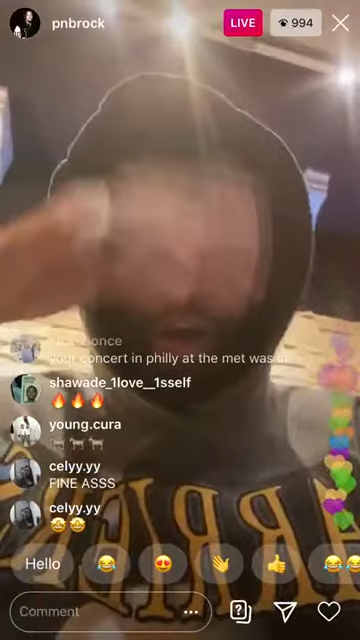 pnbrock
LIVE
994
once
your concert in philly at the met was
shawade_1love__1sself
🔥🔥🔥
young.cura
🐐🐐🐐
celyy.yy
FINE ASSS
celyy.yy
🤩🤩
Hello 😂 😍 👋 👍 😂😂
Comment